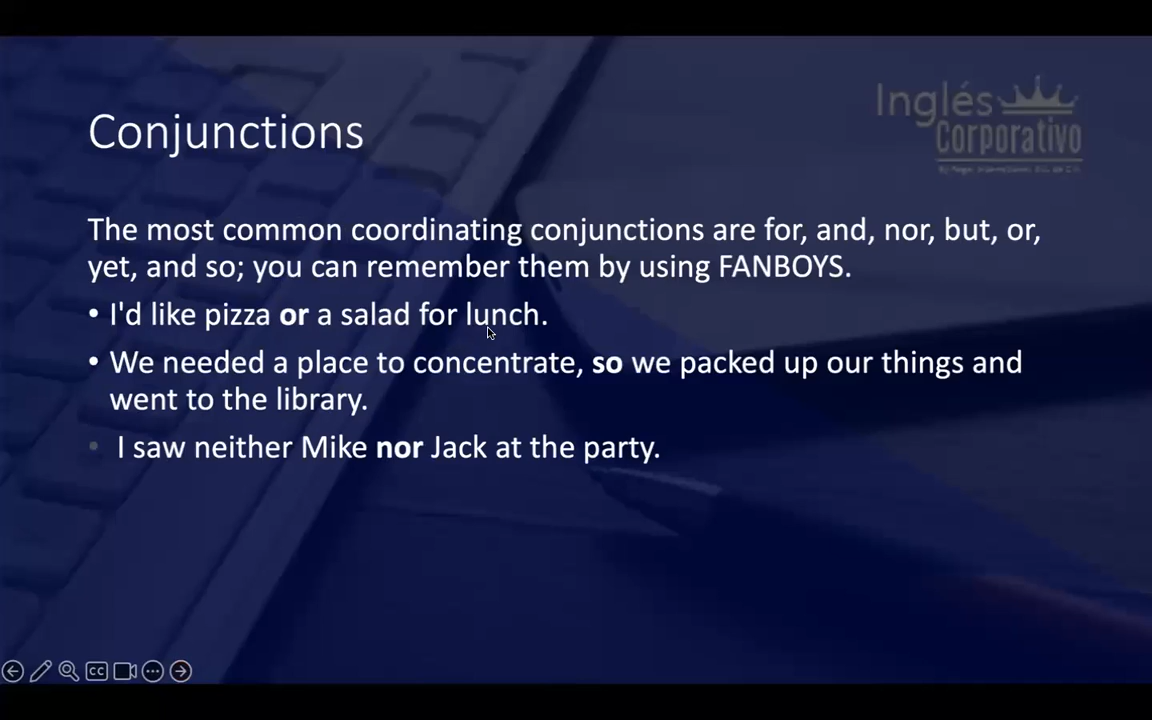 Inglés
Corporativo
Conjunctions
The most common coordinating conjunctions are for, and, nor, but, or,
yet, and so; you can remember them by using FANBOYS.
• I'd like pizza or a salad for lunch.
• We needed a place to concentrate, so we packed up our things and
went to the library.
• I saw neither Mike nor Jack at the party.
CC